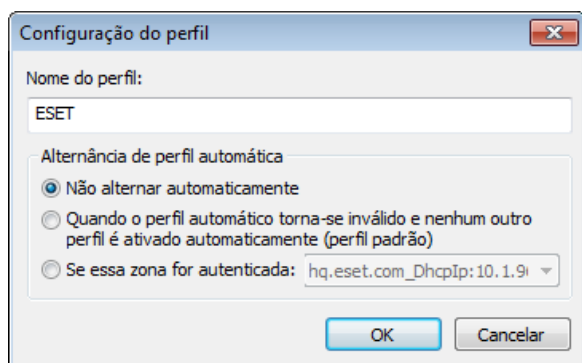 Configuração do perfil
Nome do perfil:
ESET
Alternância de perfil automática
Não alternar automaticamente
Quando o perfil automático torna-se inválido e nenhum outro
perfil é ativado automaticamente (perfil padrão)
Se essa zona for autenticada: hq.eset.com_DhcpIp:10.1.9
OK Cancelar